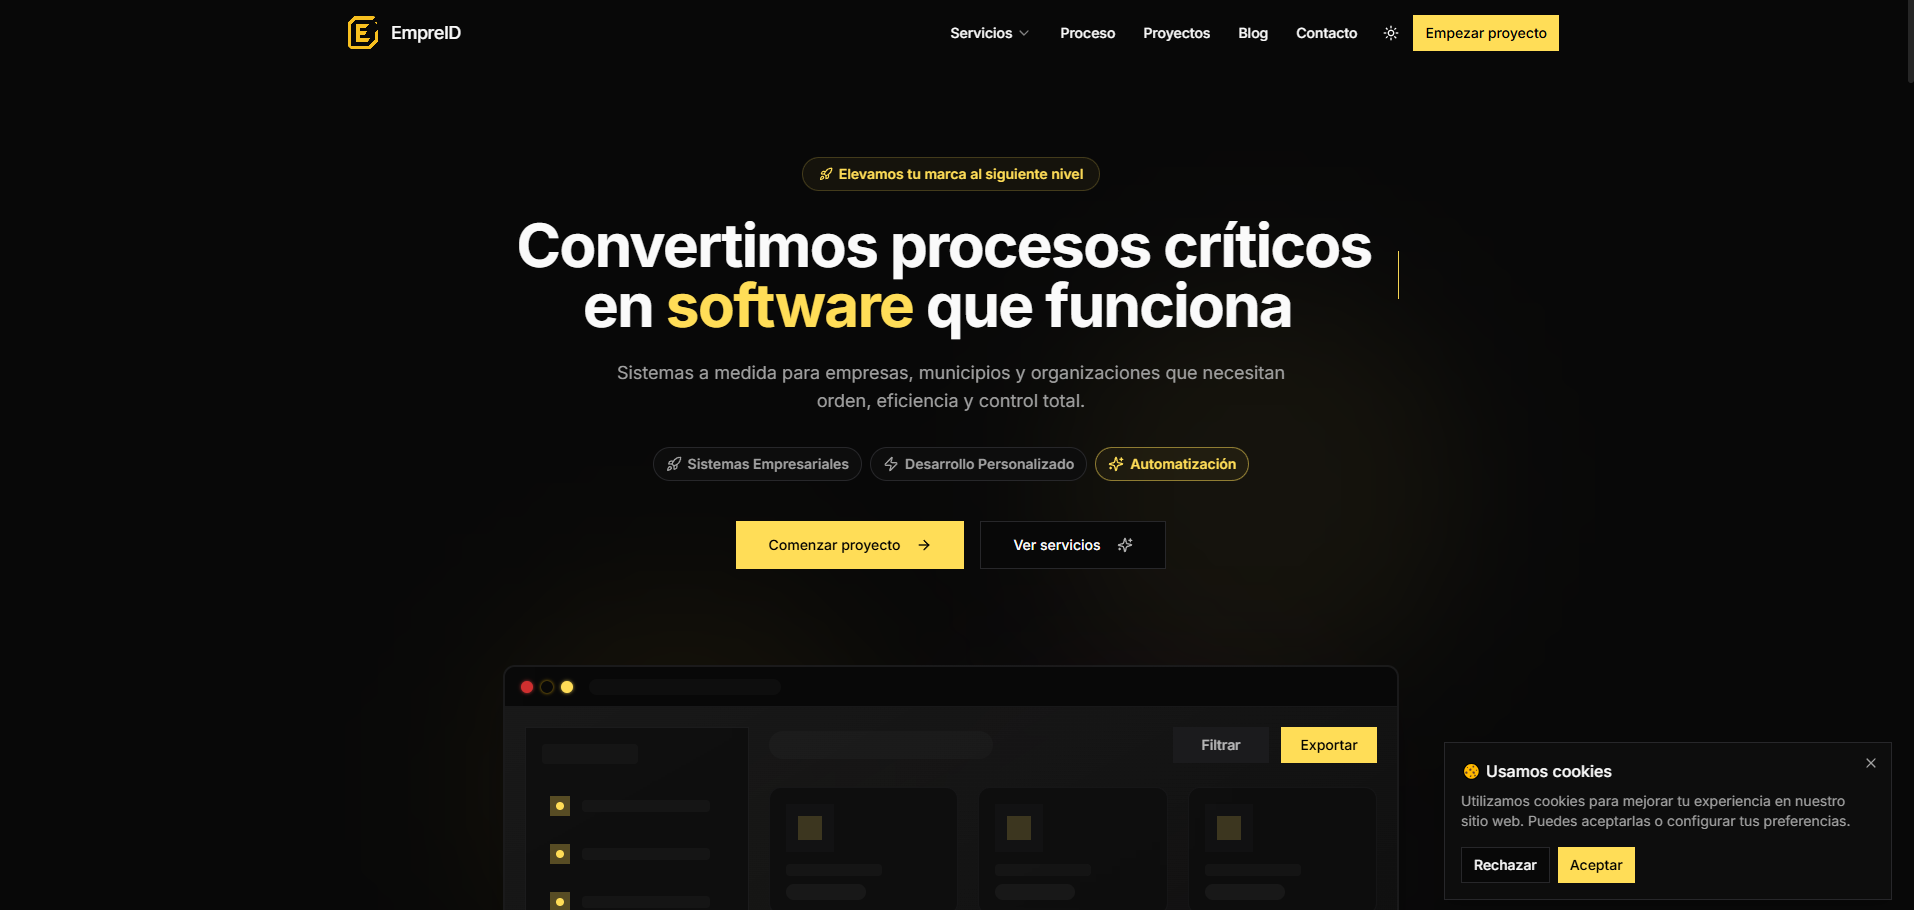 EmpreID
Servicios
Proceso
Proyectos
Blog
Contacto
Empezar proyecto
Elevamos tu marca al siguiente nivel
Convertimos procesos críticos
en software que funciona
Sistemas a medida para empresas, municipios y organizaciones que necesitan
orden, eficiencia y control total.
Sistemas Empresariales
Desarrollo Personalizado
Automatización
Comenzar proyecto
Ver servicios
Filtrar
Exportar
Usamos cookies
Utilizamos cookies para mejorar tu experiencia en nuestro
sitio web. Puedes aceptarlas o configurar tus preferencias.
Rechazar
Aceptar